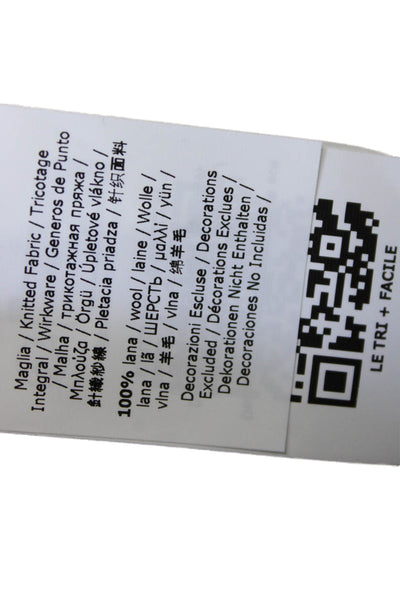 Maglia / Knitted Fabric / Tricotage
Integral / Wirkware / Generos de Punto
/ Malha / трикотажная пряжа /
Μπλούζα / Örgü / Úpletové vlákno /
針織紗線 / Pletacia priadza / 针织面料
100% lana / wool / laine / Wolle /
lana / lã / ШЕРСТЬ / μαλλί / yün /
vlna / 羊毛 / vlna / 绵羊毛
Decorazioni Escluse / Decorations
Excluded / Décorations Exclues /
Dekorationen Nicht Enthalten /
Decoraciones No Incluidas /
LE TRI + FACILE